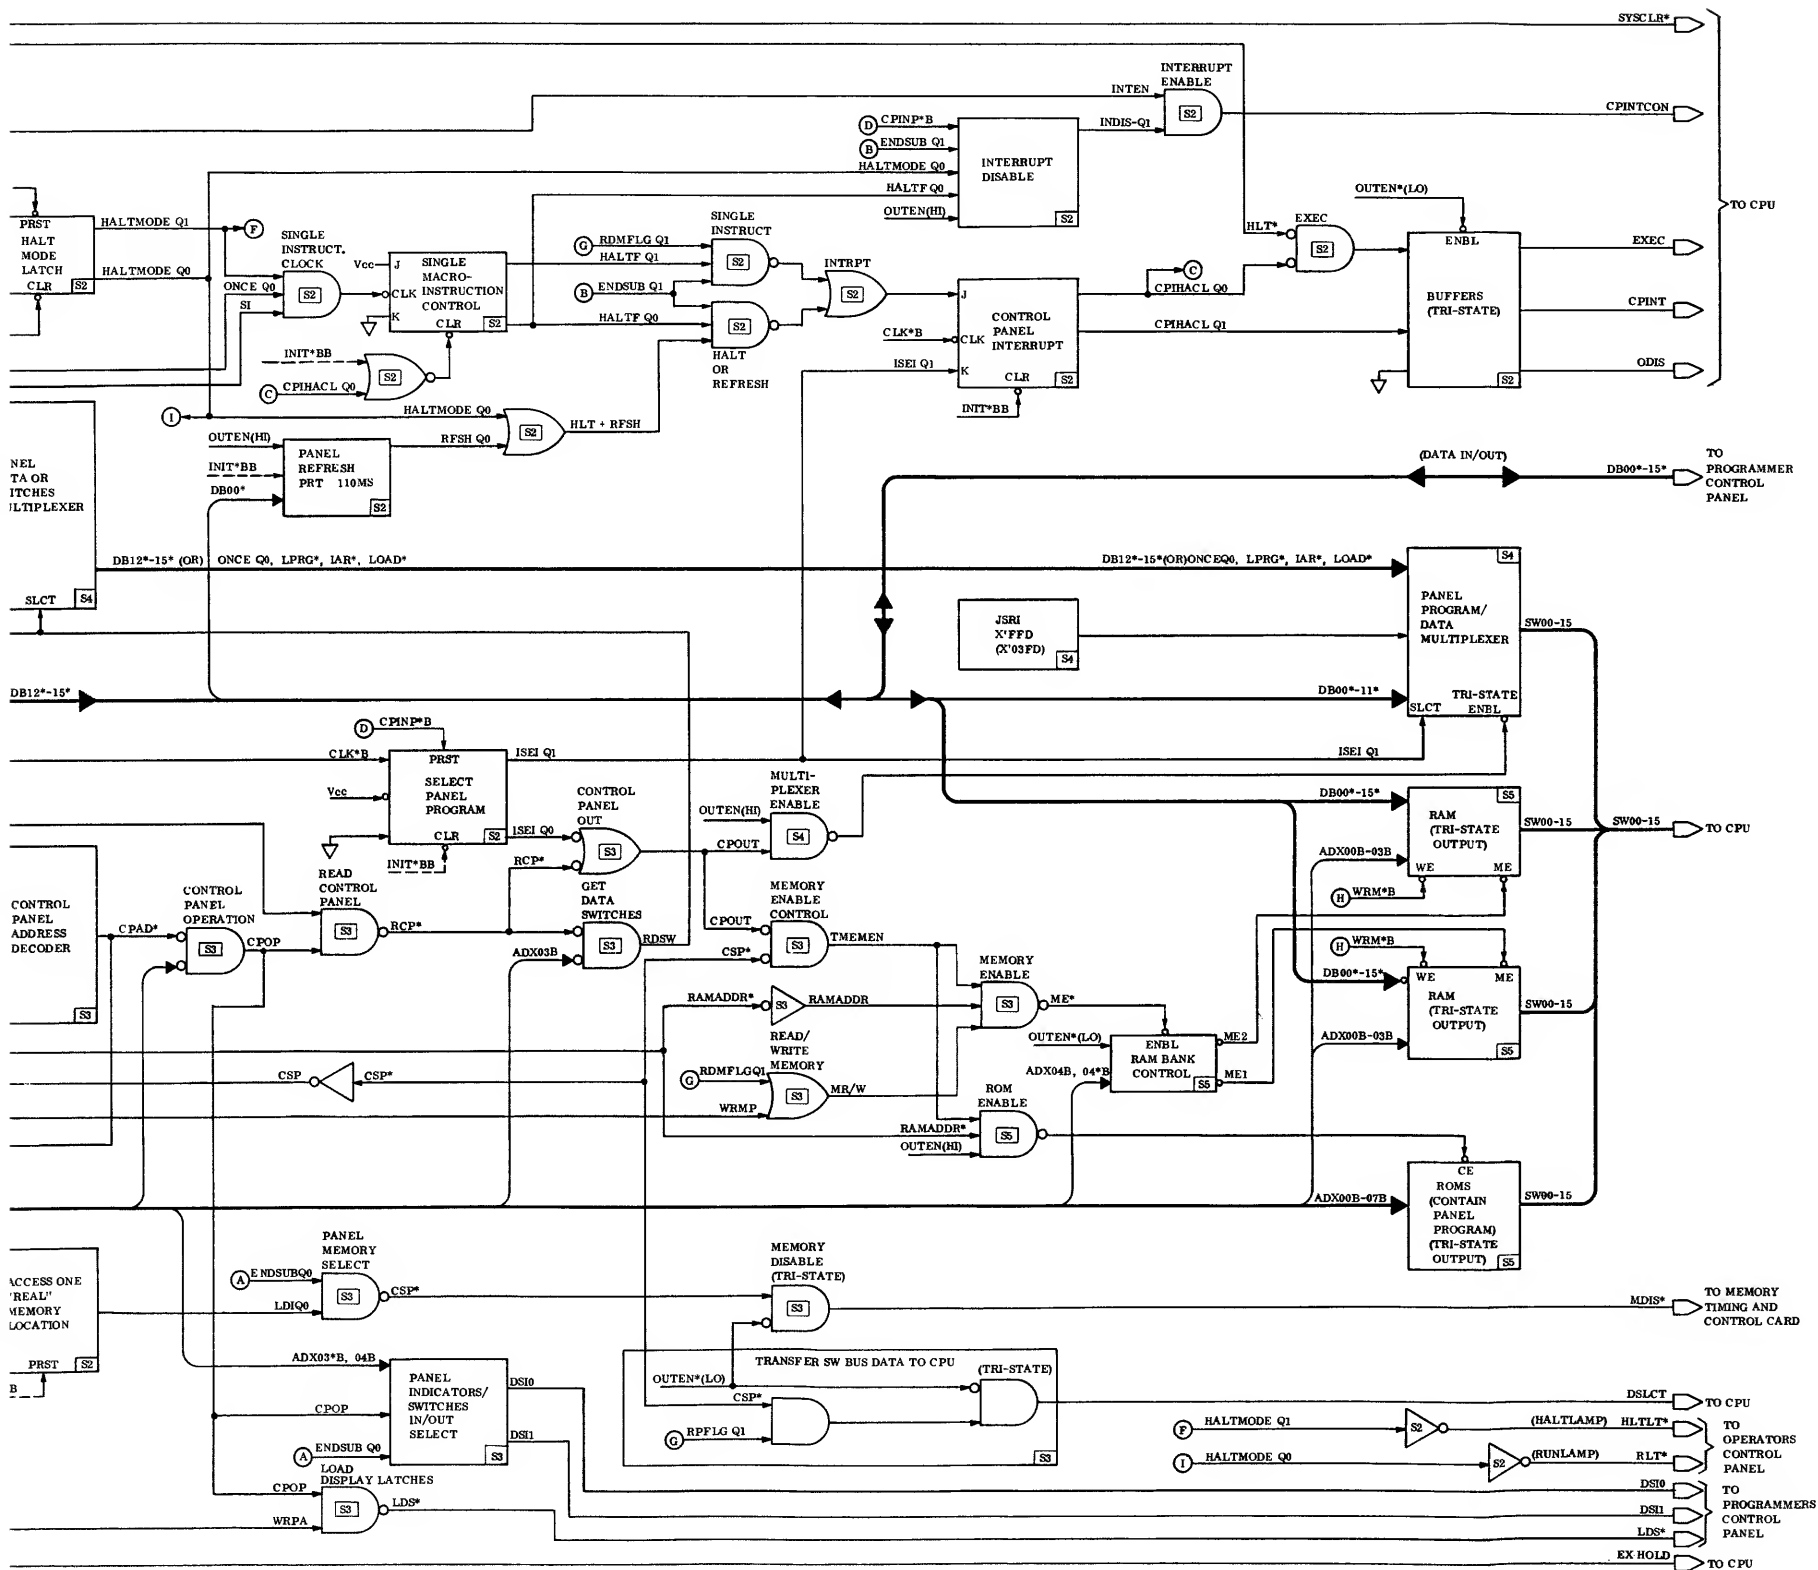 SYSCLR*
INTERRUPT
ENABLE
INTEN
S2
CPINTCON
D
CPINP*B
INDIS-Q1
B
ENDSUB Q1
HALTMODE Q0
INTERRUPT
DISABLE
HALTF Q0
OUTEN(HI)
S2
OUTEN*(LO)
TO CPU
PRST
HALT
MODE
LATCH
CLR
S2
HALTMODE Q1
F
HALTMODE Q0
SINGLE
INSTRUCT.
CLOCK
ONCE Q0
SI
S2
Vcc
J
SINGLE
MACRO-
INSTRUCTION
CONTROL
CLK
K
CLR
S2
SINGLE
INSTRUCT
G
RDMFLG Q1
HALTF Q1
S2
B
ENDSUB Q1
HALTF Q0
S2
HALT
OR
REFRESH
INTRPT
S2
HLT*
EXEC
S2
C
CPIHACL Q0
J
CONTROL
PANEL
INTERRUPT
CLK*B
CLK
ISEI Q1
K
CLR
S2
CPIHACL Q1
INIT*BB
ENBL
BUFFERS
(TRI-STATE)
S2
EXEC
CPINT
ODIS
INIT*BB
S2
C
CPIHACL Q0
I
HALTMODE Q0
S2
HLT + RFSH
OUTEN(HI)
RFSH Q0
INIT*BB
DB00*
PANEL
REFRESH
PRT 110MS
S2
NEL
TA OR
ITCHES
LTIPLEXER
(DATA IN/OUT)
DB00*-15*
TO
PROGRAMMER
CONTROL
PANEL
DB12*-15* (OR) ONCE Q0, LPRG*, IAR*, LOAD*
DB12*-15*(OR)ONCEQ0, LPRG*, IAR*, LOAD*
SLCT
S4
S4
PANEL
PROGRAM/
DATA
MULTIPLEXER
SW00-15
JSRI
X'FFD
(X'03FD)
S4
DB12*-15*
DB00*-11*
TRI-STATE
SLCT
ENBL
D
CPINP*B
CLK*B
PRST
SELECT
PANEL
PROGRAM
Vcc
CLR
S2
ISEI Q1
ISEI Q1
ISEI Q0
INIT*BB
CONTROL
PANEL
OUT
S3
MULTI-
PLEXER
ENABLE
OUTEN(HI)
S4
CPOUT
RCP*
DB00*-15*
S5
RAM
(TRI-STATE
OUTPUT)
SW00-15
SW00-15
TO CPU
ADX00B-03B
WE
ME
H
WRM*B
CONTROL
PANEL
ADDRESS
DECODER
S3
CPAD*
CONTROL
PANEL
OPERATION
S3
CPOP
READ
CONTROL
PANEL
S3
RCP*
GET
DATA
SWITCHES
S3
RDSW
ADX03B
MEMORY
ENABLE
CONTROL
CPOUT
S3
TMEMEN
CSP*
H
WRM*B
DB00*-15*
WE
ME
RAM
(TRI-STATE
OUTPUT)
SW00-15
ADX00B-03B
S5
MEMORY
ENABLE
S3
ME*
RAMADDR*
S3
RAMADDR
READ/
WRITE
MEMORY
G
RDMFLGQ1
S3
MR/W
WRMP
OUTEN*(LO)
ENBL
RAM BANK
CONTROL
S5
ME2
ME1
ADX04B, 04*B
CSP
CSP*
ROM
ENABLE
S5
RAMADDR*
OUTEN(HI)
CE
ROMS
(CONTAIN
PANEL
PROGRAM)
(TRI-STATE
OUTPUT)
S5
ADX00B-07B
SW00-15
ACCESS ONE
"REAL"
MEMORY
LOCATION
PRST
S2
B
PANEL
MEMORY
SELECT
A
ENDSUBQ0
S3
CSP*
LDIQ0
MEMORY
DISABLE
(TRI-STATE)
S3
MDIS*
TO MEMORY
TIMING AND
CONTROL CARD
ADX03*B, 04B
PANEL
INDICATORS/
SWITCHES
IN/OUT
SELECT
S3
DSI0
DSI1
CPOP
A
ENDSUB Q0
TRANSFER SW BUS DATA TO CPU
(TRI-STATE)
OUTEN*(LO)
CSP*
G
RPFLG Q1
S3
DSLCT
TO CPU
F
HALTMODE Q1
S2
(HALTLAMP)
HLTLT*
I
HALTMODE Q0
S2
(RUNLAMP)
RLT*
TO
OPERATORS
CONTROL
PANEL
LOAD
DISPLAY LATCHES
CPOP
S3
LDS*
WRPA
DSI0
DSI1
LDS*
TO
PROGRAMMERS
CONTROL
PANEL
EX HOLD
TO CPU